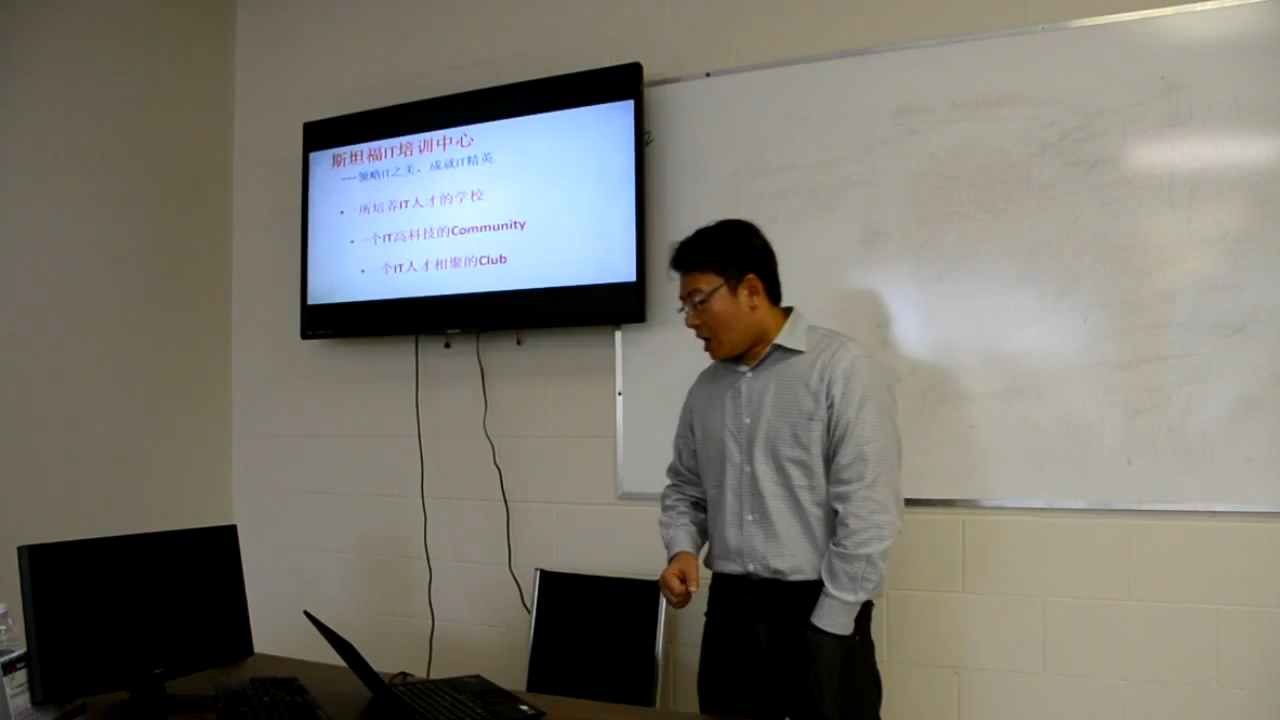 斯坦福IT培训中心
---领略IT之美，成就IT精英
• 一所培养IT人才的学校
• 一个IT高科技的Community
• 一个IT人才相聚的Club